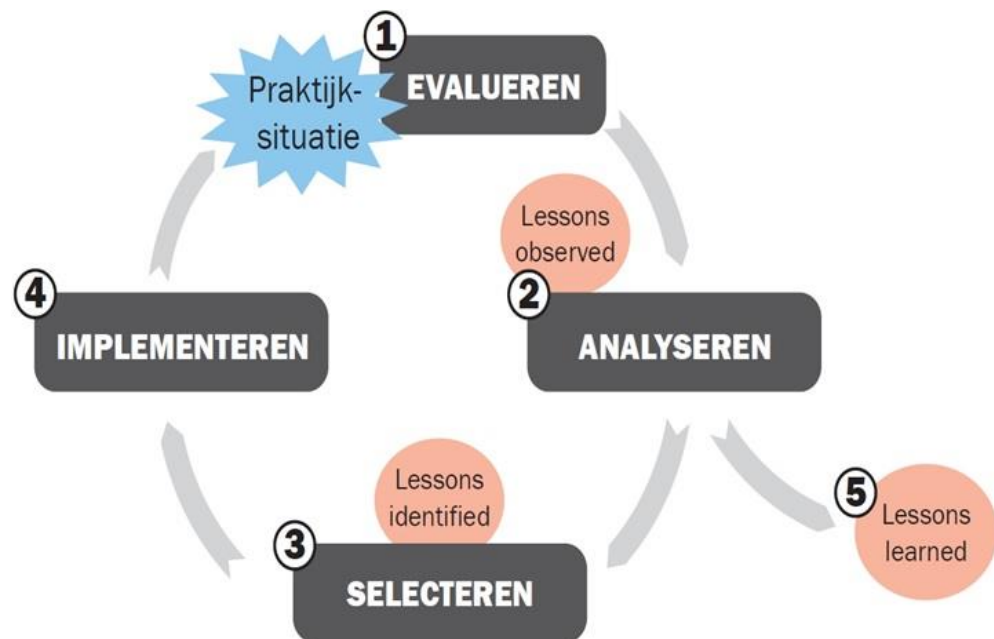 1
EVALUEREN
Praktijk-
situatie
Lessons
observed
2
ANALYSEREN
4
IMPLEMENTEREN
Lessons
identified
3
SELECTEREN
5
Lessons
learned